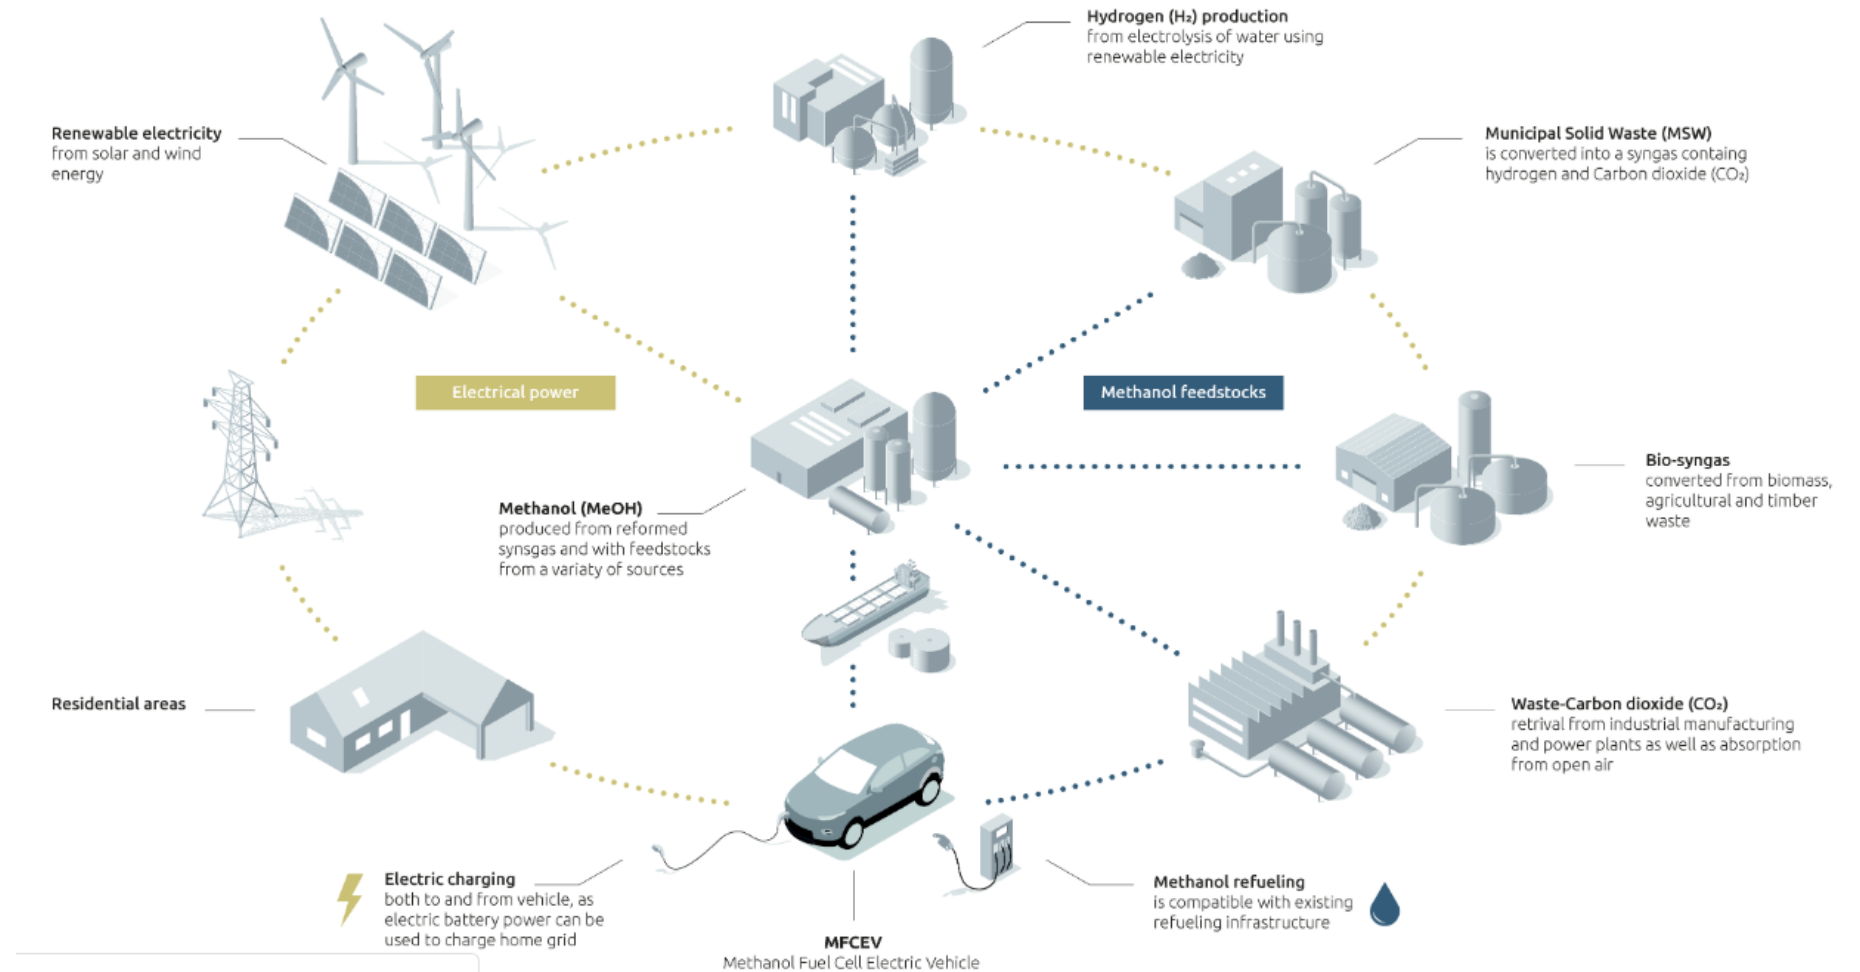 Hydrogen (H₂) production
from electrolysis of water using
renewable electricity
Renewable electricity
from solar and wind
energy
Municipal Solid Waste (MSW)
is converted into a syngas containg
hydrogen and Carbon dioxide (CO₂)
Electrical power
Methanol feedstocks
Bio-syngas
converted from biomass,
agricultural and timber
waste
Methanol (MeOH)
produced from reformed
synsgas and with feedstocks
from a variaty of sources
Residential areas
Waste-Carbon dioxide (CO₂)
retrival from industrial manufacturing
and power plants as well as absorption
from open air
Electric charging
both to and from vehicle, as
electric battery power can be
used to charge home grid
Methanol refueling
is compatible with existing
refueling infrastructure
MFCEV
Methanol Fuel Cell Electric Vehicle